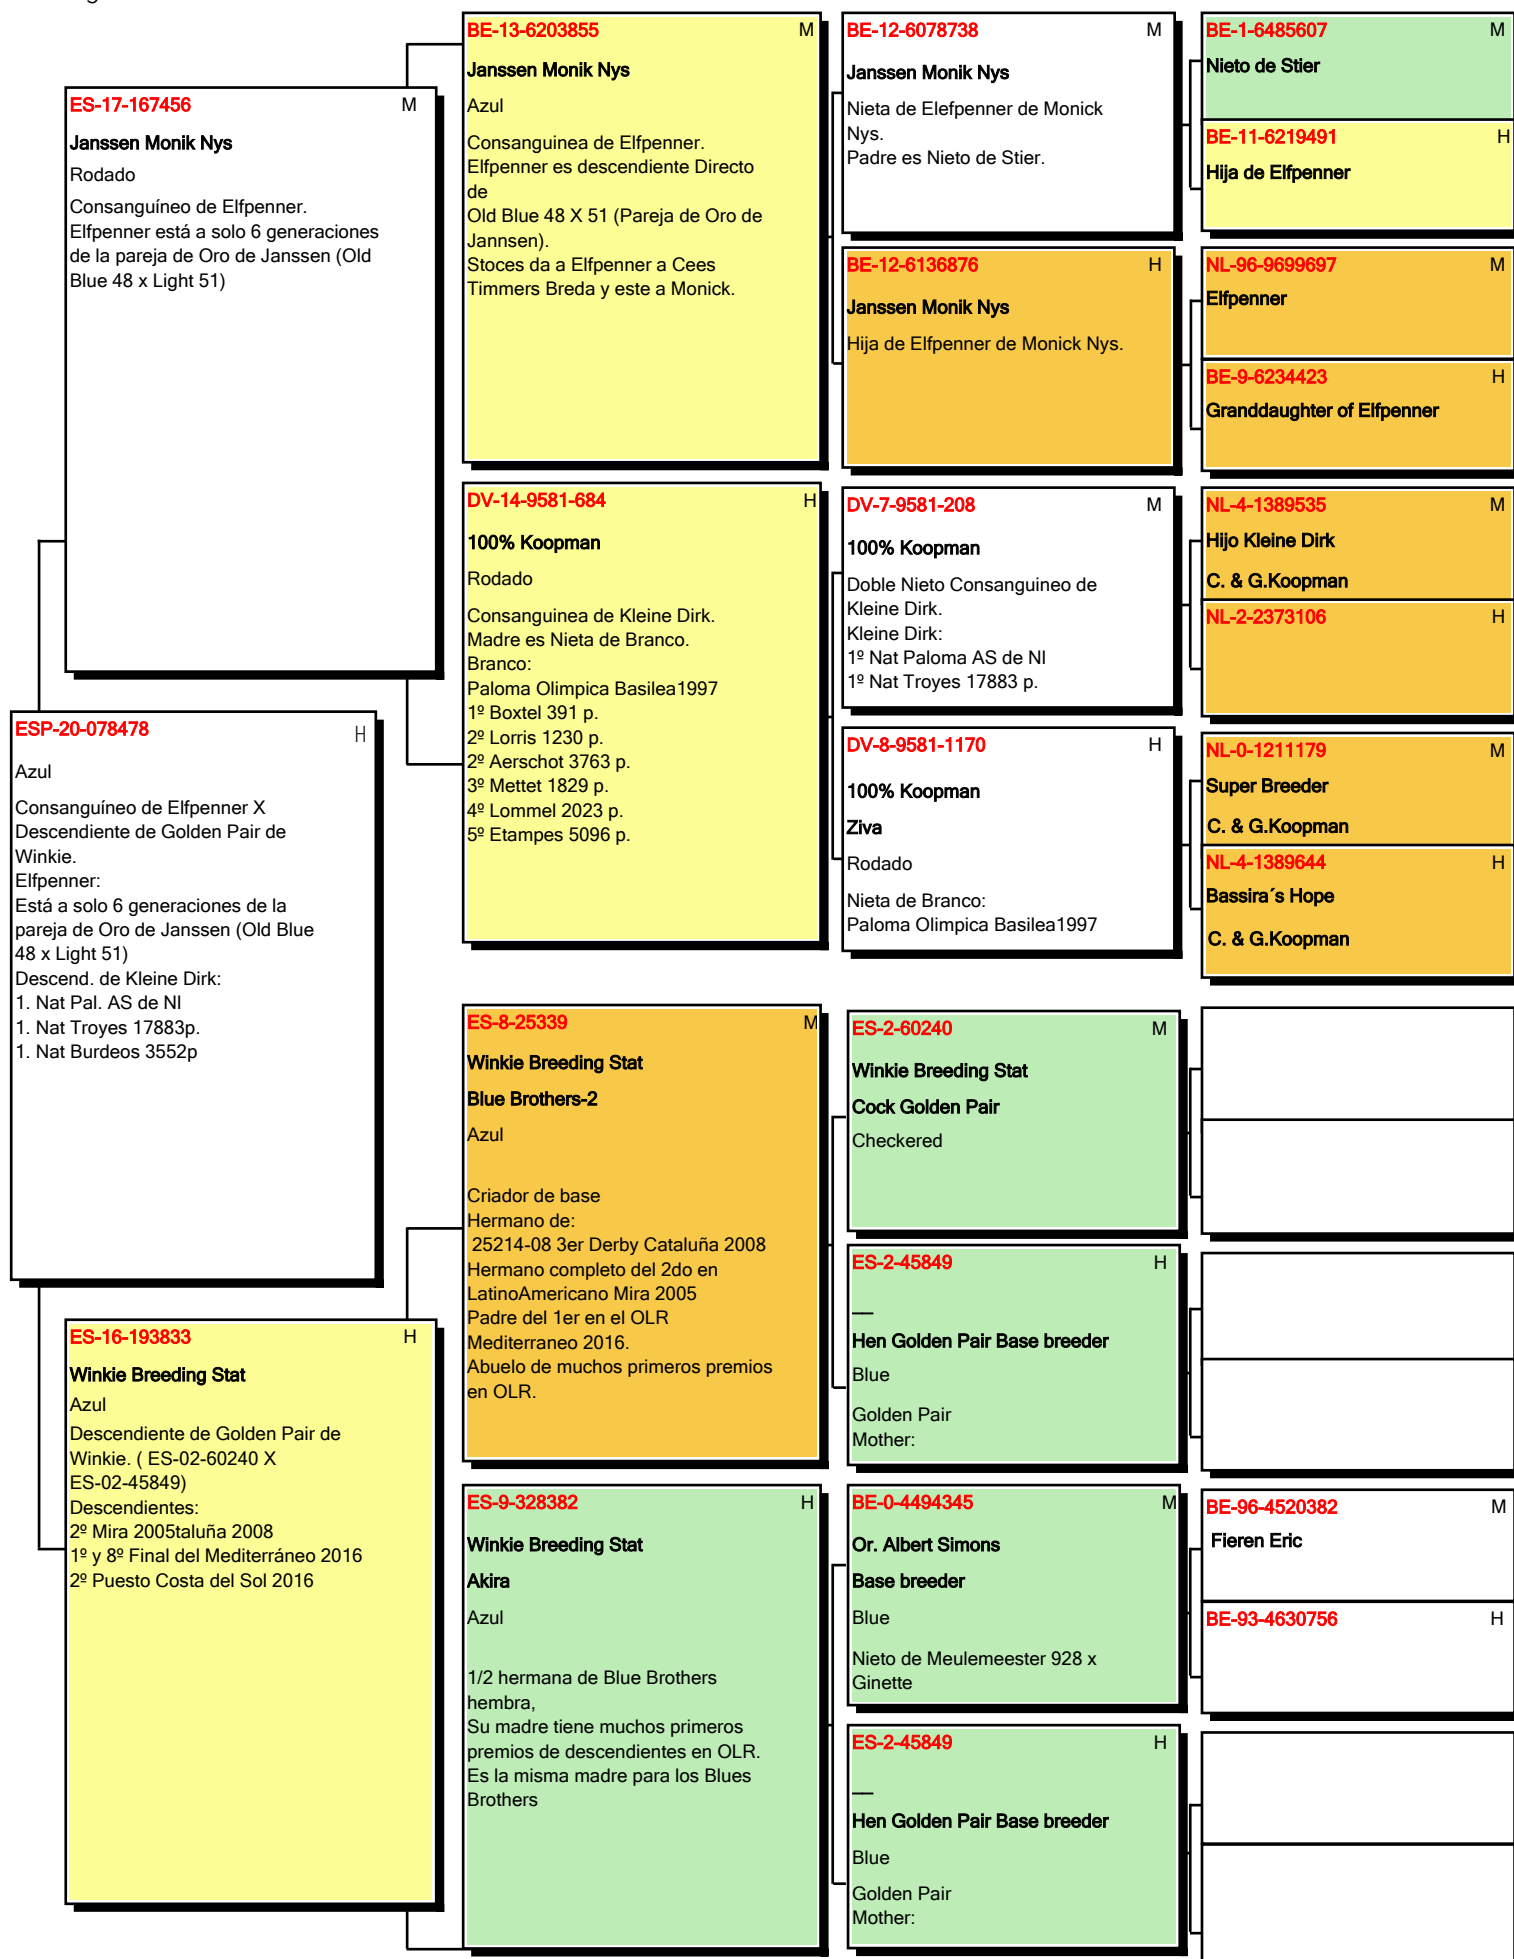 ESP-20-078478 H
Azul
Consanguíneo de Elfpenner X
Descendiente de Golden Pair de
Winkie.
Elfpenner:
Está a solo 6 generaciones de la
pareja de Oro de Janssen (Old Blue
48 x Light 51)
Descend. de Kleine Dirk:
1. Nat Pal. AS de Nl
1. Nat Troyes 17883p.
1. Nat Burdeos 3552p
ES-17-167456 M
Janssen Monik Nys
Rodado
Consanguíneo de Elfpenner.
Elfpenner está a solo 6 generaciones
de la pareja de Oro de Janssen (Old
Blue 48 x Light 51)
ES-16-193833 H
Winkie Breeding Stat
Azul
Descendiente de Golden Pair de
Winkie. ( ES-02-60240 X
ES-02-45849)
Descendientes:
2º Mira 2005taluña 2008
1º y 8º Final del Mediterráneo 2016
2º Puesto Costa del Sol 2016
BE-13-6203855 M
Janssen Monik Nys
Azul
Consanguinea de Elfpenner.
Elfpenner es descendiente Directo
de
Old Blue 48 X 51 (Pareja de Oro de
Jannsen).
Stoces da a Elfpenner a Cees
Timmers Breda y este a Monick.
DV-14-9581-684 H
100% Koopman
Rodado
Consanguinea de Kleine Dirk.
Madre es Nieta de Branco.
Branco:
Paloma Olimpica Basilea1997
1º Boxtel 391 p.
2º Lorris 1230 p.
2º Aerschot 3763 p.
3º Mettet 1829 p.
4º Lommel 2023 p.
5º Etampes 5096 p.
ES-8-25339 M
Winkie Breeding Stat
Blue Brothers-2
Azul
Criador de base
Hermano de:
25214-08 3er Derby Cataluña 2008
Hermano completo del 2do en
LatinoAmericano Mira 2005
Padre del 1er en el OLR
Mediterraneo 2016.
Abuelo de muchos primeros premios
en OLR.
ES-9-328382 H
Winkie Breeding Stat
Akira
Azul
1/2 hermana de Blue Brothers
hembra,
Su madre tiene muchos primeros
premios de descendientes en OLR.
Es la misma madre para los Blues
Brothers
BE-12-6078738 M
Janssen Monik Nys
Nieta de Elefpenner de Monick
Nys.
Padre es Nieto de Stier.
BE-12-6136876 H
Janssen Monik Nys
Hija de Elfpenner de Monick Nys.
DV-7-9581-208 M
100% Koopman
Doble Nieto Consanguineo de
Kleine Dirk.
Kleine Dirk:
1º Nat Paloma AS de Nl
1º Nat Troyes 17883 p.
DV-8-9581-1170 H
100% Koopman
Ziva
Rodado
Nieta de Branco:
Paloma Olimpica Basilea1997
ES-2-60240 M
Winkie Breeding Stat
Cock Golden Pair
Checkered
ES-2-45849 H
__
Hen Golden Pair Base breeder
Blue
Golden Pair
Mother:
BE-0-4494345 M
Or. Albert Simons
Base breeder
Blue
Nieto de Meulemeester 928 x
Ginette
ES-2-45849 H
__
Hen Golden Pair Base breeder
Blue
Golden Pair
Mother:
BE-1-6485607 M
Nieto de Stier
BE-11-6219491 H
Hija de Elfpenner
NL-96-9699697 M
Elfpenner
BE-9-6234423 H
Granddaughter of Elfpenner
NL-4-1389535 M
Hijo Kleine Dirk
C. & G.Koopman
NL-2-2373106 H
NL-0-1211179 M
Super Breeder
C. & G.Koopman
NL-4-1389644 H
Bassira´s Hope
C. & G.Koopman
BE-96-4520382 M
Fieren Eric
BE-93-4630756 H